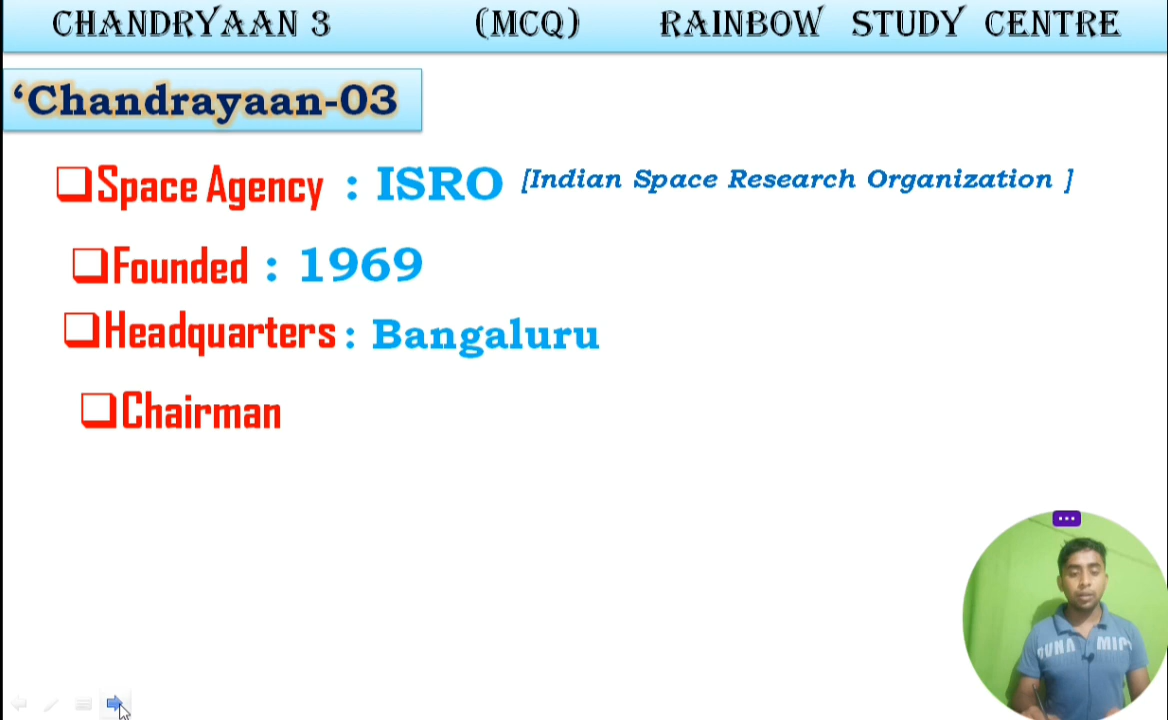 CHANDRYAAN 3 (MCQ) RAINBOW STUDY CENTRE
‘Chandrayaan-03
Space Agency : ISRO [Indian Space Research Organization ]
Founded : 1969
Headquarters : Bangaluru
Chairman